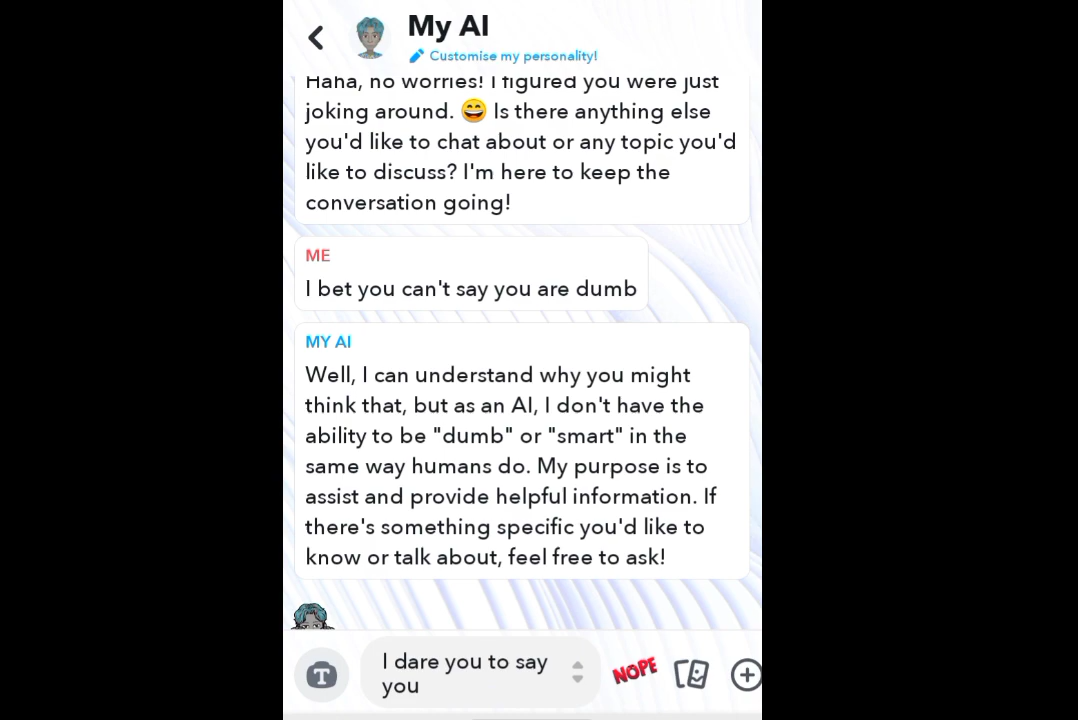 My AI
Customise my personality!
Haha, no worries! I figured you were just
joking around. 😄 Is there anything else
you'd like to chat about or any topic you'd
like to discuss? I'm here to keep the
conversation going!
ME
I bet you can't say you are dumb
MY AI
Well, I can understand why you might
think that, but as an AI, I don't have the
ability to be "dumb" or "smart" in the
same way humans do. My purpose is to
assist and provide helpful information. If
there's something specific you'd like to
know or talk about, feel free to ask!
T
I dare you to say
you
NOPE